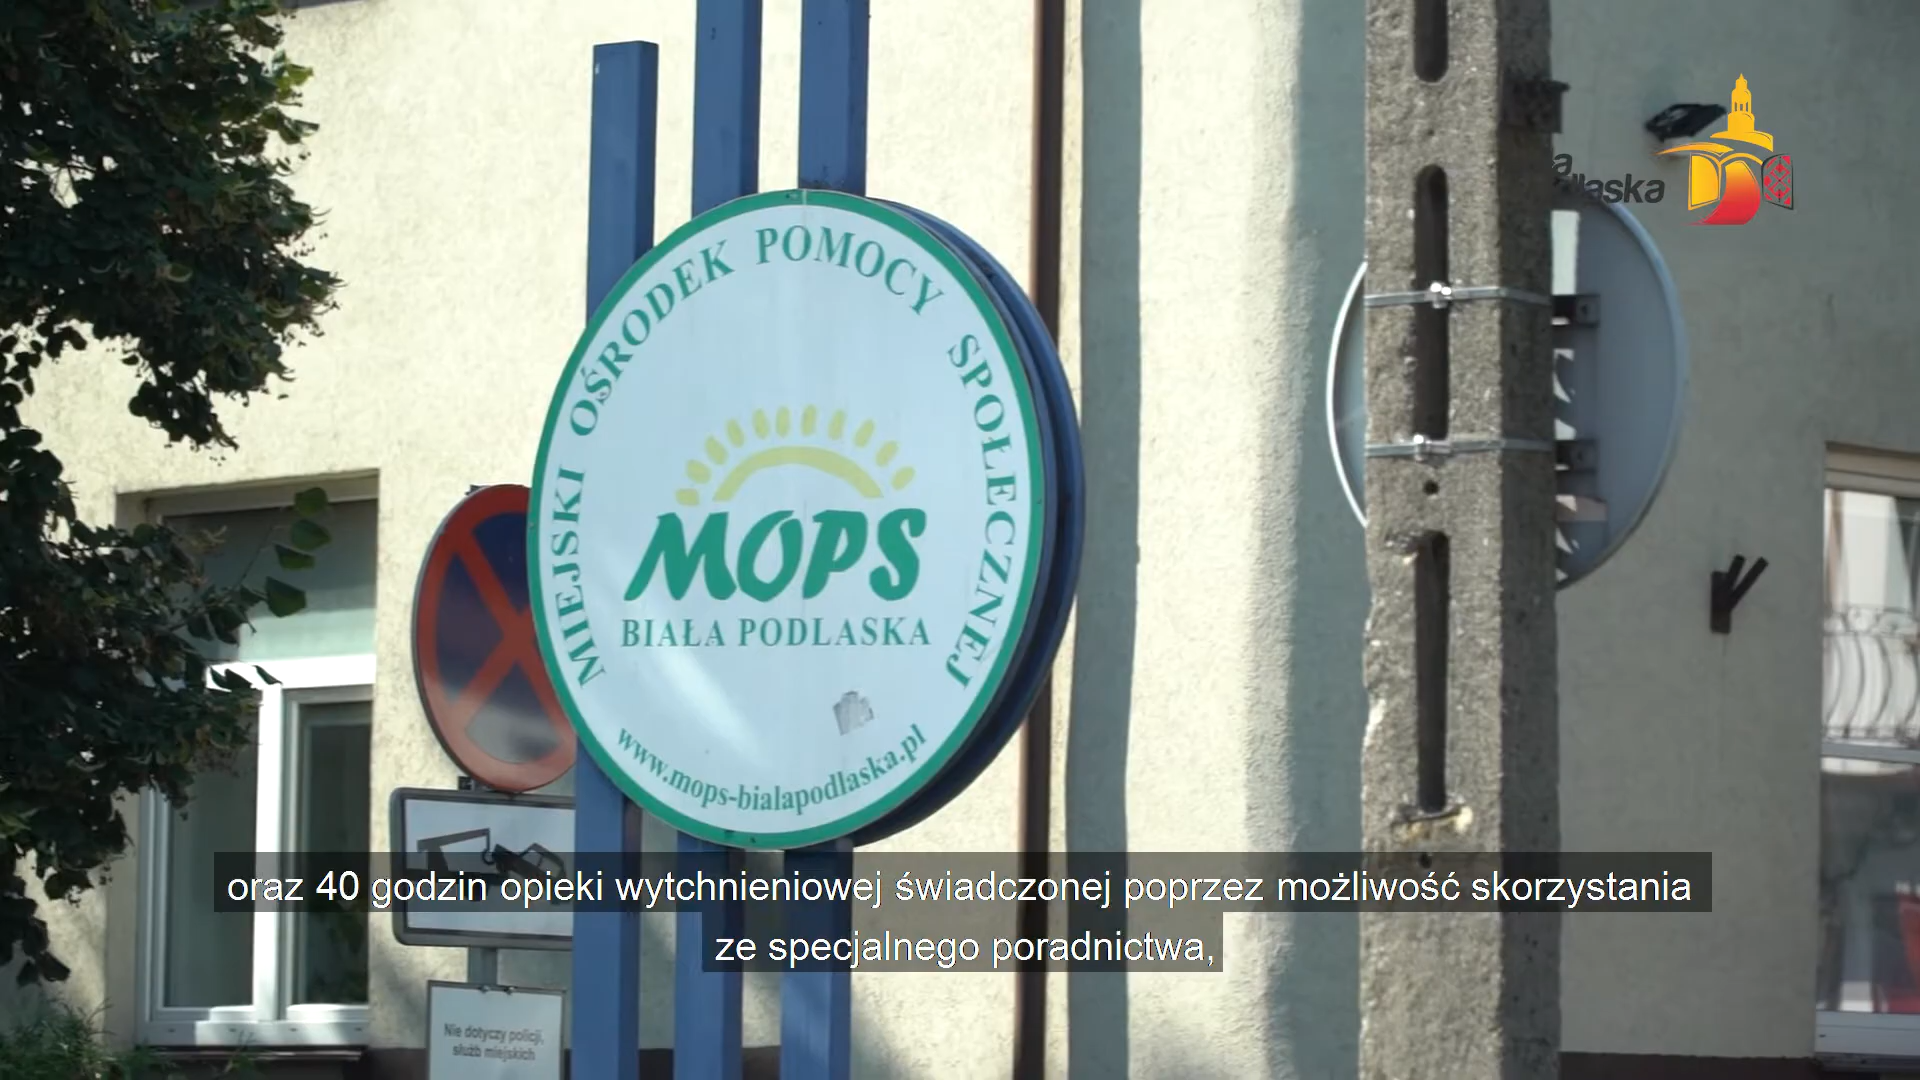 MIEJSKI OŚRODEK POMOCY SPOŁECZNEJ
MOPS
BIAŁA PODLASKA
www.mops-bialapodlaska.pl
oraz 40 godzin opieki wytchnieniowej świadczonej poprzez możliwość skorzystania
ze specjalnego poradnictwa,
Nie dotyczy policji,
służb miejskich